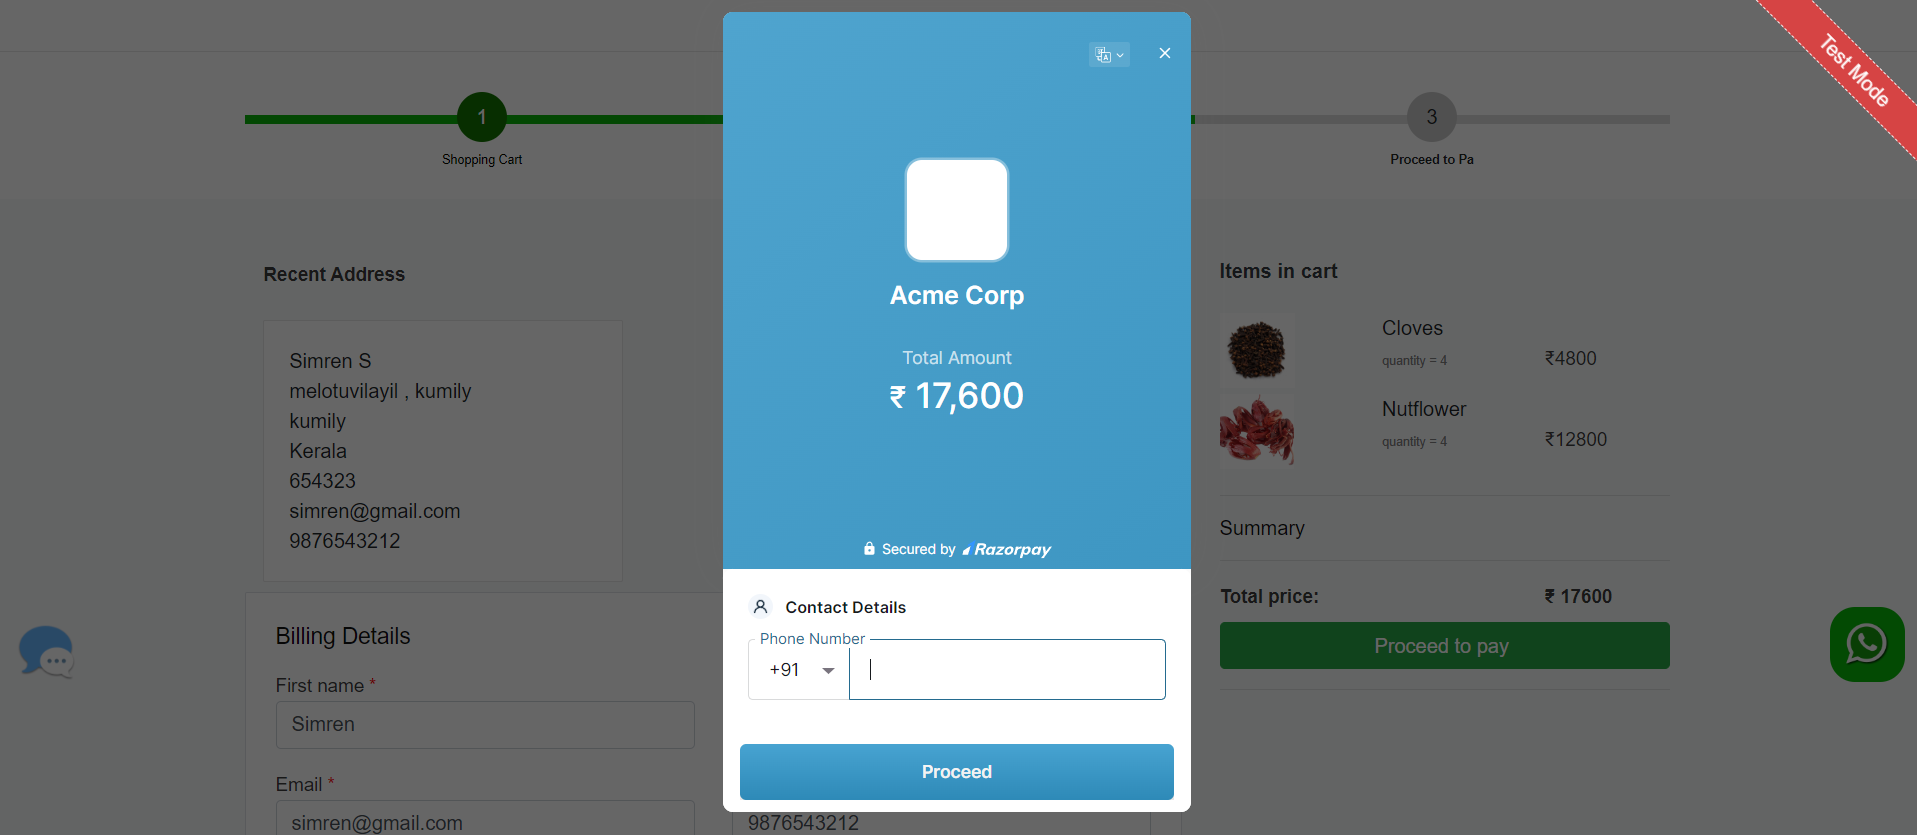 Test Mode
1
Shopping Cart
3
Proceed to Pa
Recent Address
Simren S
melotuvilayil , kumily
kumily
Kerala
654323
simren@gmail.com
9876543212
Billing Details
First name *
Simren
Email *
simren@gmail.com
9876543212
Acme Corp
Total Amount
₹ 17,600
Secured by Razorpay
Contact Details
Phone Number
+91
Proceed
Items in cart
Cloves
quantity = 4
₹4800
Nutflower
quantity = 4
₹12800
Summary
Total price:
₹ 17600
Proceed to pay